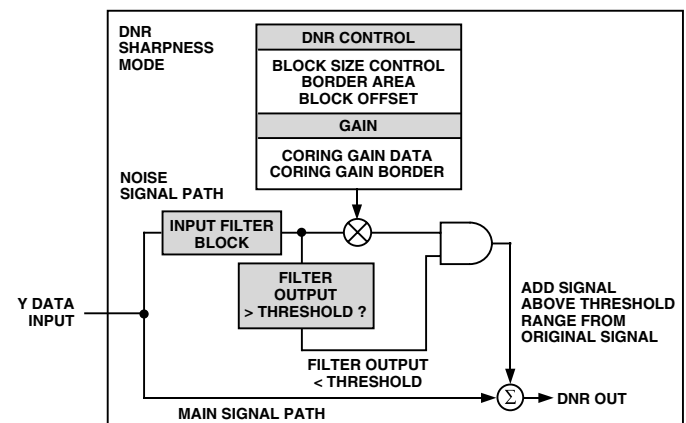 DNR
SHARPNESS
MODE
DNR CONTROL
BLOCK SIZE CONTROL
BORDER AREA
BLOCK OFFSET
GAIN
CORING GAIN DATA
CORING GAIN BORDER
NOISE
SIGNAL PATH
INPUT FILTER
BLOCK
FILTER
OUTPUT
> THRESHOLD ?
Y DATA
INPUT
FILTER OUTPUT
< THRESHOLD
ADD SIGNAL
ABOVE THRESHOLD
RANGE FROM
ORIGINAL SIGNAL
Σ
DNR OUT
MAIN SIGNAL PATH